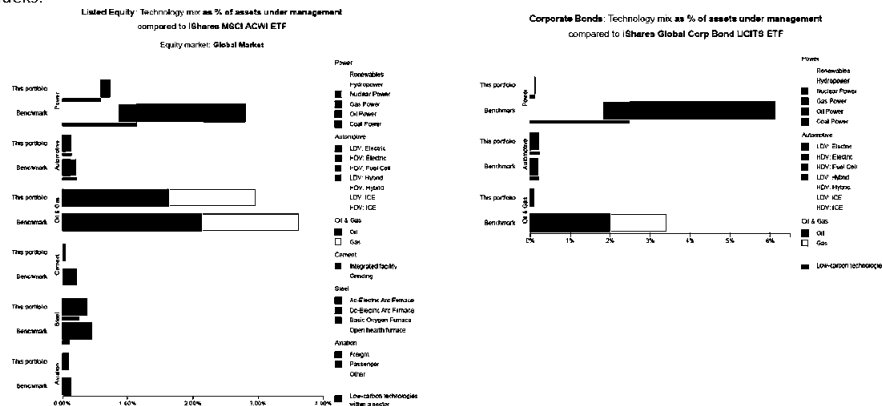 Listed Equity: Technology mix as % of assets under management
compared to iShares MSCI ACWI ETF
Equity market: Global Market
Power
Renewables
Hydropower
Nuclear Power
Gas Power
Oil Power
Coal Power
Automotive
LDV: Electric
HDV: Electric
HDV: Fuel Cell
LDV: Hybrid
HDV: Hybrid
LDV: ICE
HDV: ICE
Oil & Gas
Oil
Gas
Cement
Integrated facility
Grinding
Steel
Ac-Electric Arc Furnace
Dc-Electric Arc Furnace
Basic Oxygen Furnace
Open hearth furnace
Aviation
Freight
Passenger
Other
Low-carbon technologies
within a sector
This portfolio
Benchmark
Power
This portfolio
Benchmark
Automotive
This portfolio
Benchmark
Oil & Gas
This portfolio
Benchmark
Cement
This portfolio
Benchmark
Steel
This portfolio
Benchmark
Aviation
0.00% 1.00% 2.00% 3.00% 4.00%
Corporate Bonds: Technology mix as % of assets under management
compared to iShares Global Corp Bond UCITS ETF
Power
Renewables
Hydropower
Nuclear Power
Gas Power
Oil Power
Coal Power
Automotive
LDV: Electric
HDV: Electric
HDV: Fuel Cell
LDV: Hybrid
HDV: Hybrid
LDV: ICE
HDV: ICE
Oil & Gas
Oil
Gas
Low-carbon technologie
This portfolio
Benchmark
Power
This portfolio
Benchmark
Automotive
This portfolio
Benchmark
Oil & Gas
0% 1% 2% 3% 4% 5% 6%